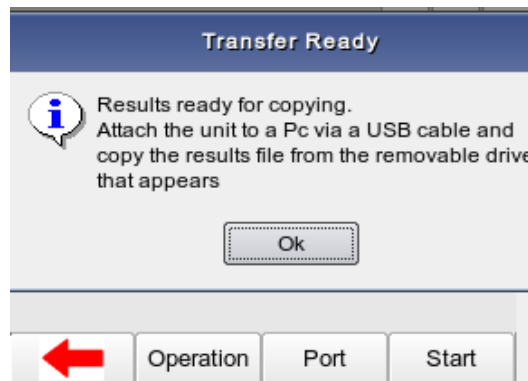 Transfer Ready
Results ready for copying.
Attach the unit to a Pc via a USB cable and
copy the results file from the removable drive
that appears
Ok
Operation Port Start